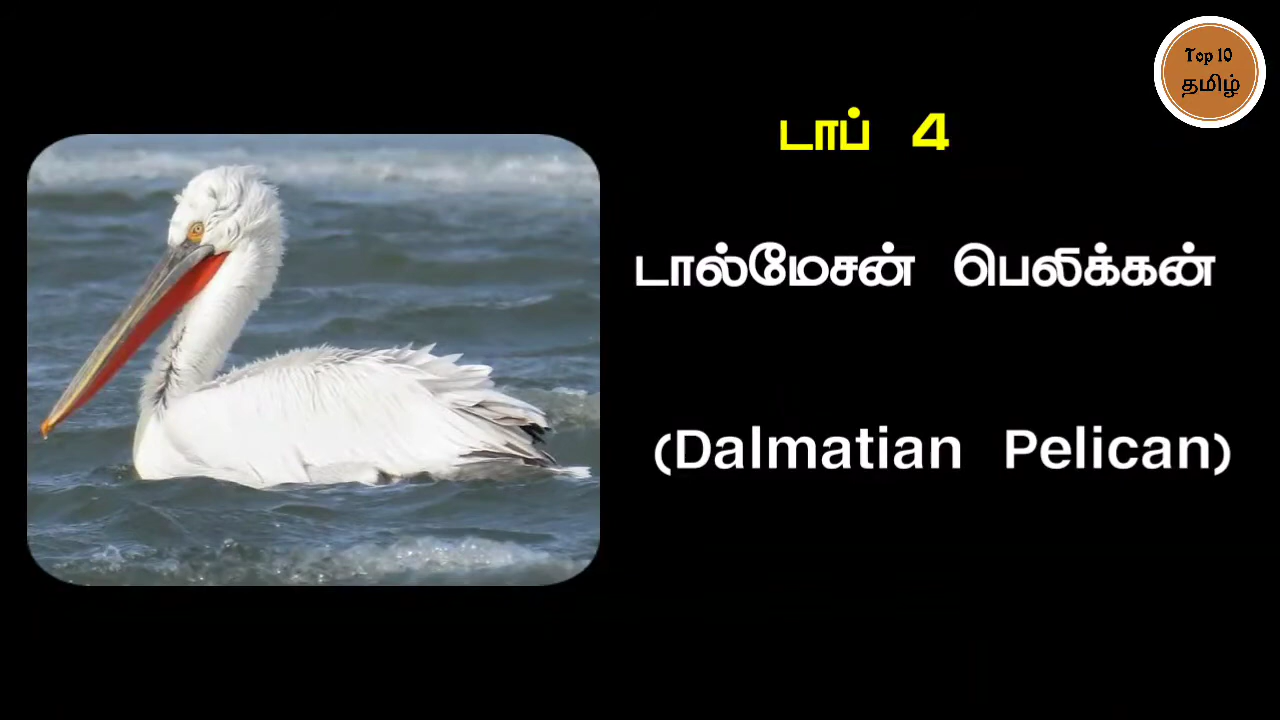 Top 10
தமிழ்
டாப் 4
டால்மேசன் பெலிக்கன்
(Dalmatian Pelican)